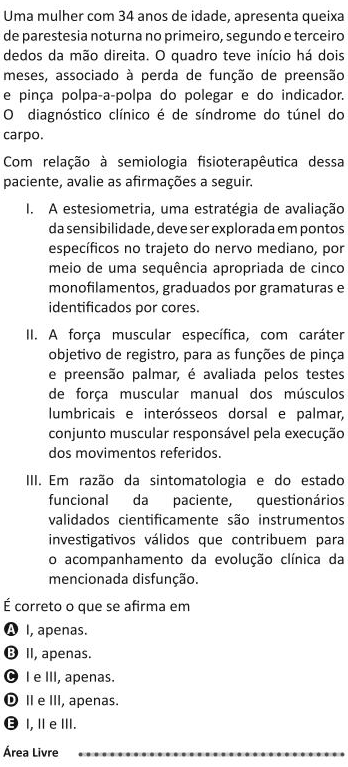 Uma mulher com 34 anos de idade, apresenta queixa
de parestesia noturna no primeiro, segundo e terceiro
dedos da mão direita. O quadro teve início há dois
meses, associado à perda de função de preensão
e pinça polpa-a-polpa do polegar e do indicador.
O diagnóstico clínico é de síndrome do túnel do
carpo.
Com relação à semiologia fisioterapêutica dessa
paciente, avalie as afirmações a seguir.
I. A estesiometria, uma estratégia de avaliação
da sensibilidade, deve ser explorada em pontos
específicos no trajeto do nervo mediano, por
meio de uma sequência apropriada de cinco
monofilamentos, graduados por gramaturas e
identificados por cores.
II. A força muscular específica, com caráter
objetivo de registro, para as funções de pinça
e preensão palmar, é avaliada pelos testes
de força muscular manual dos músculos
lumbricais e interósseos dorsal e palmar,
conjunto muscular responsável pela execução
dos movimentos referidos.
III. Em razão da sintomatologia e do estado
funcional da paciente, questionários
validados cientificamente são instrumentos
investigativos válidos que contribuem para
o acompanhamento da evolução clínica da
mencionada disfunção.
É correto o que se afirma em
A I, apenas.
B II, apenas.
C I e III, apenas.
D II e III, apenas.
E I, II e III.
Área Livre